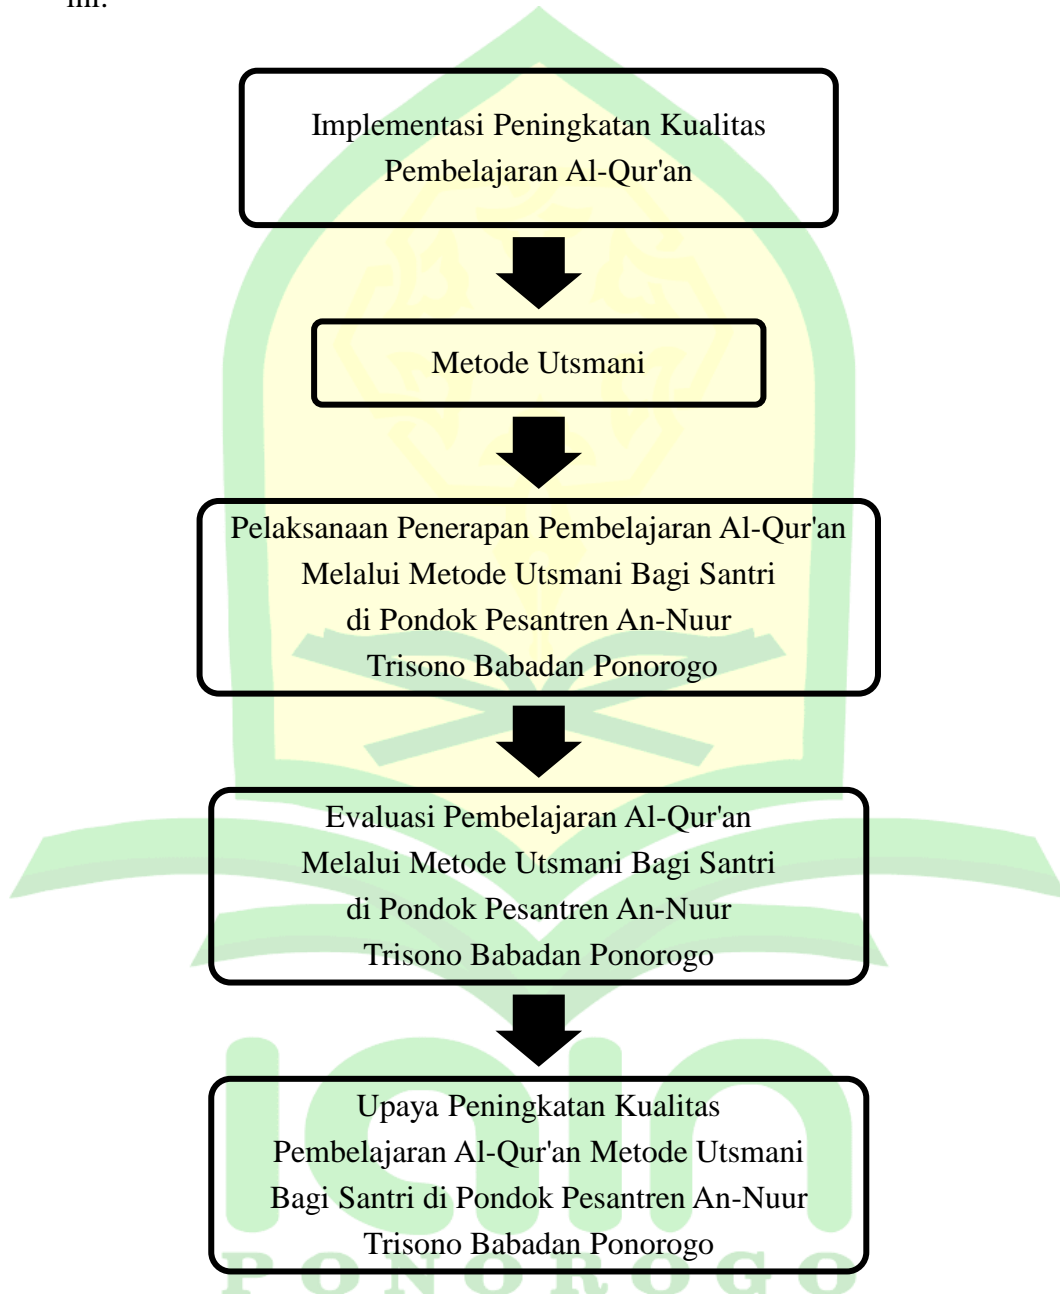 ini.
Implementasi Peningkatan Kualitas
Pembelajaran Al-Qur'an
Metode Utsmani
Pelaksanaan Penerapan Pembelajaran Al-Qur'an
Melalui Metode Utsmani Bagi Santri
di Pondok Pesantren An-Nuur
Trisono Babadan Ponorogo
Evaluasi Pembelajaran Al-Qur'an
Melalui Metode Utsmani Bagi Santri
di Pondok Pesantren An-Nuur
Trisono Babadan Ponorogo
Upaya Peningkatan Kualitas
Pembelajaran Al-Qur'an Metode Utsmani
Bagi Santri di Pondok Pesantren An-Nuur
Trisono Babadan Ponorogo
iain
PONOROGO